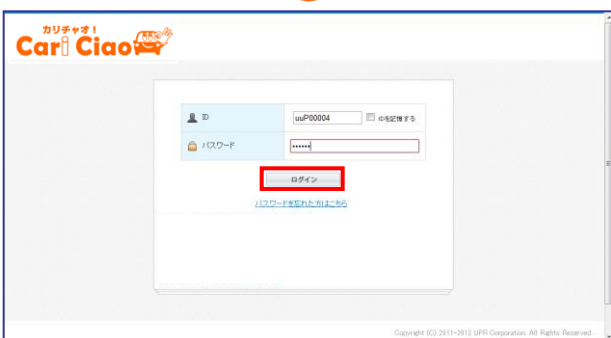 カリチャオ!
Cari Ciao
ID
uuP00004
IDを記憶する
パスワード
••••••
ログイン
パスワードを忘れた方はこちら
Copyright (C) 2011-2012 UPR Corporation. All Rights Reserved.